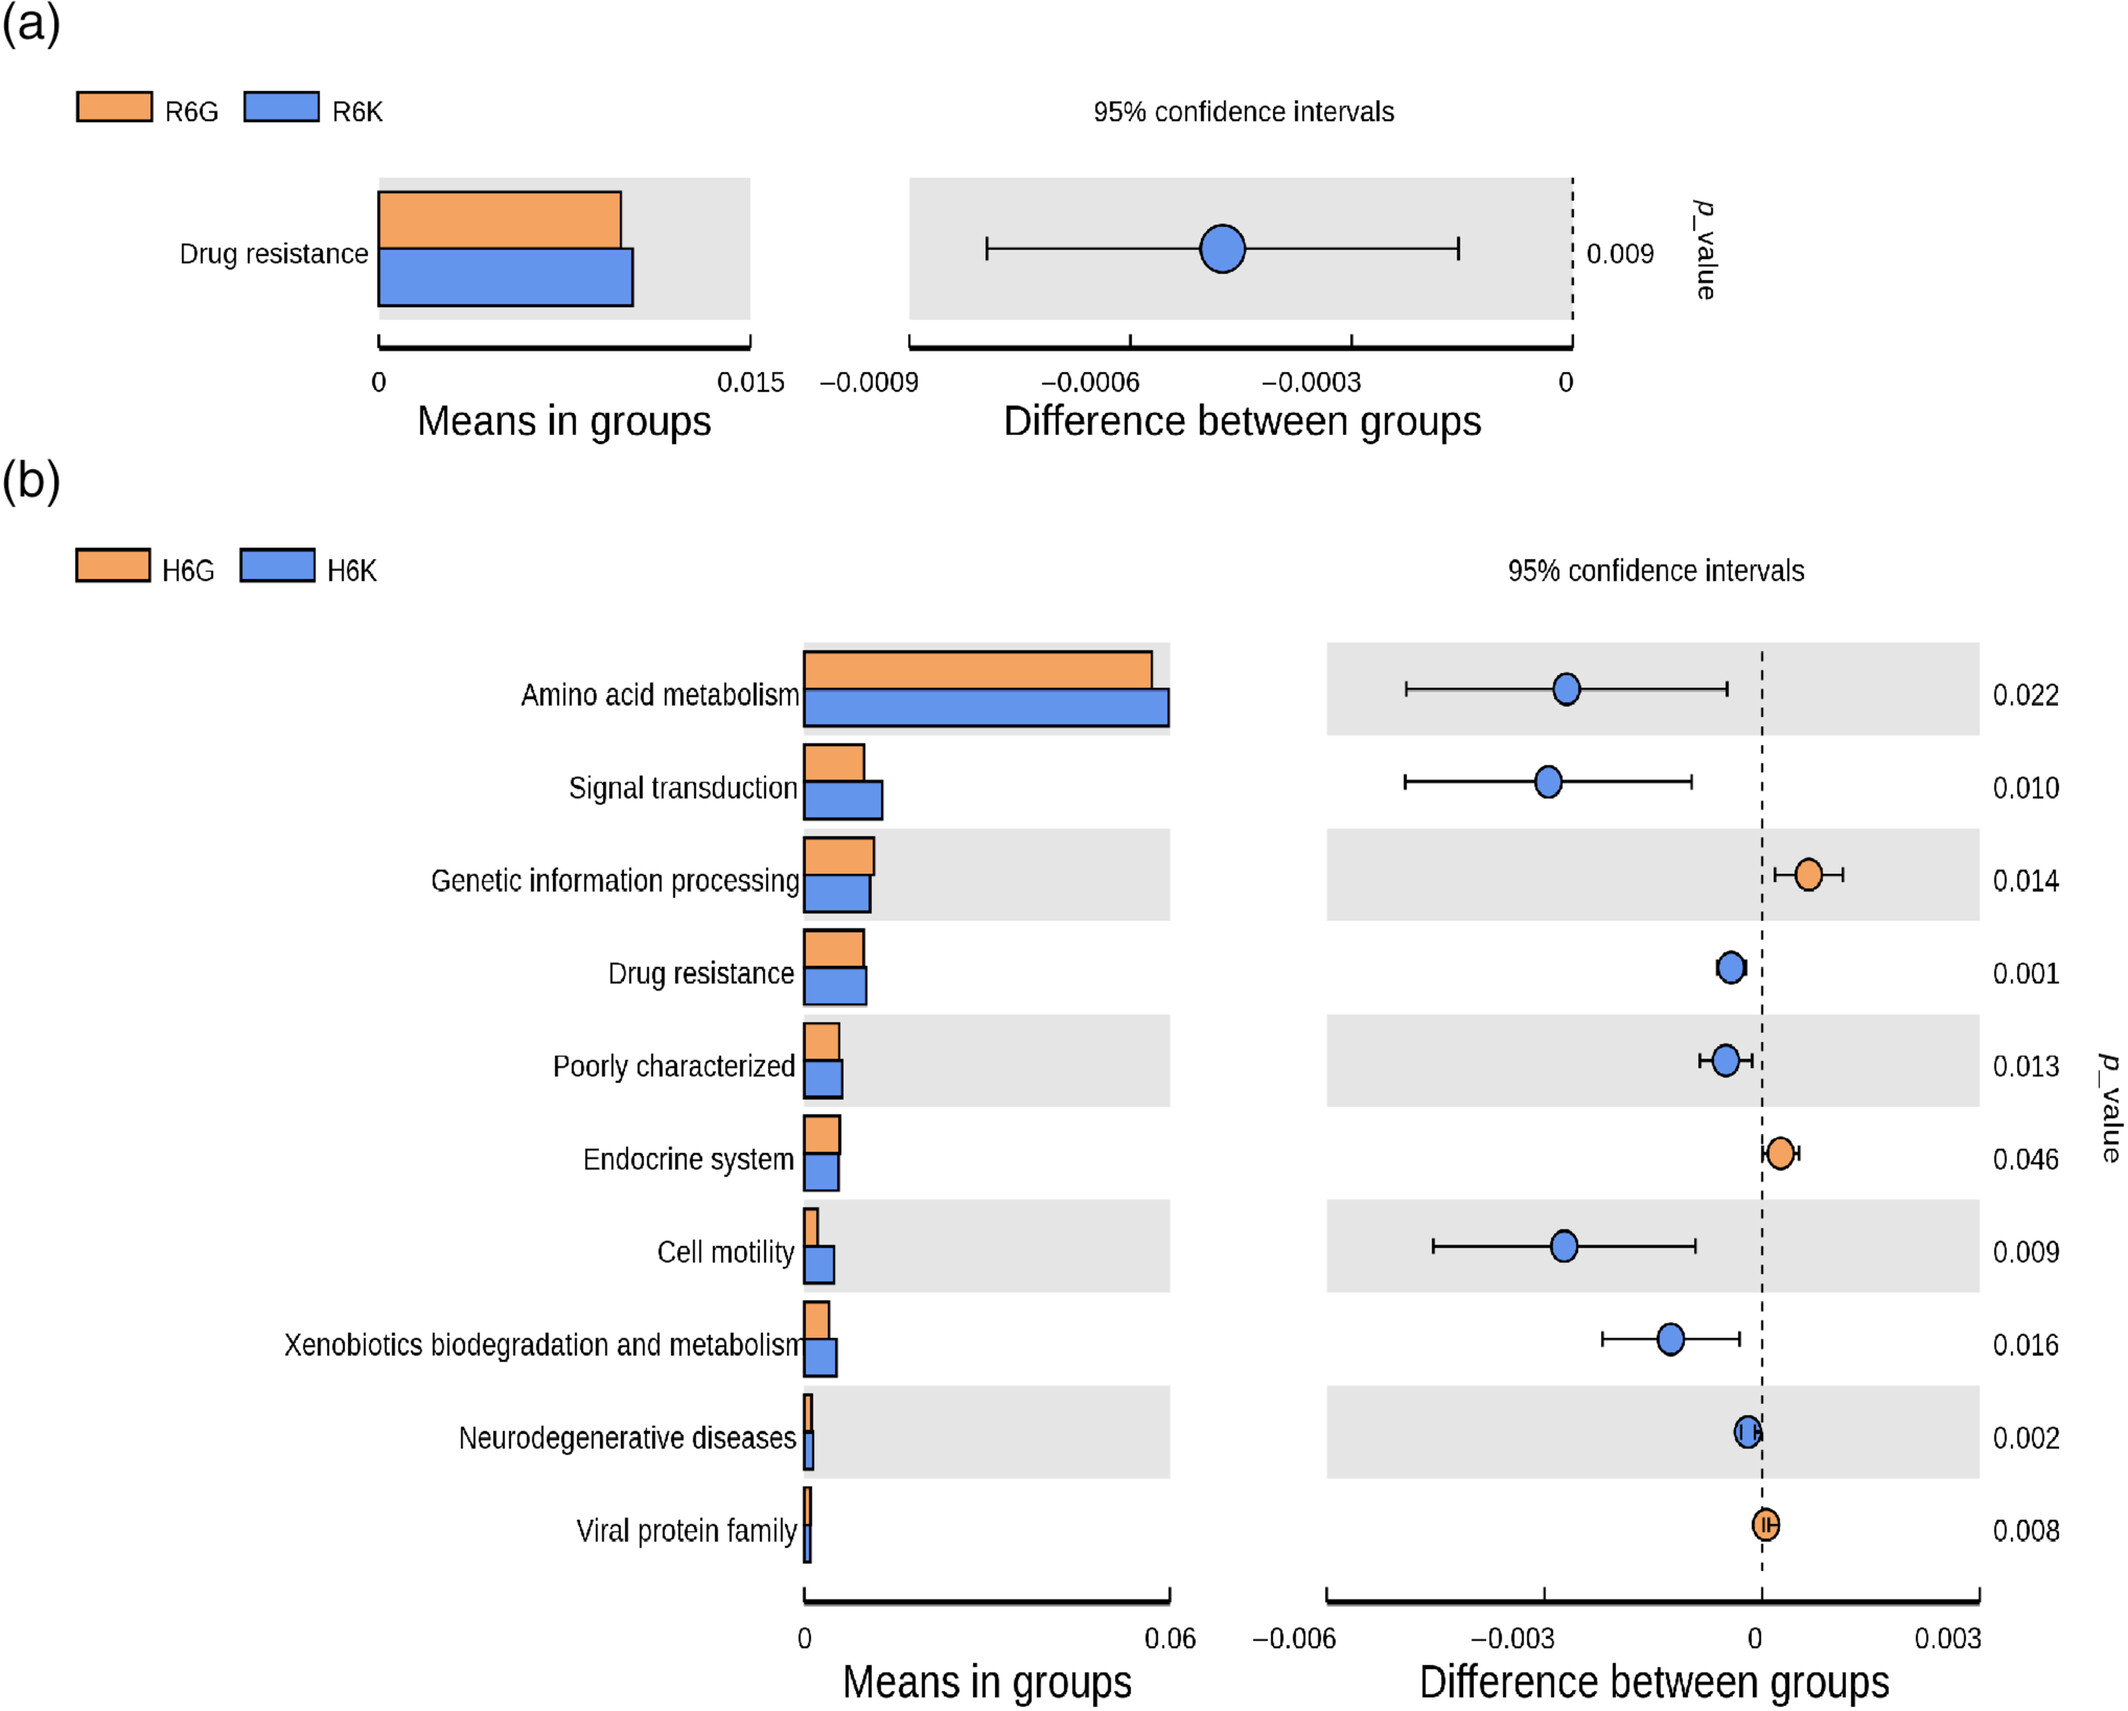 (a)
R6G R6K
95% confidence intervals
Drug resistance
0.009
p_value
0 0.015 −0.0009 −0.0006 −0.0003 0
Means in groups Difference between groups
(b)
H6G H6K
95% confidence intervals
Amino acid metabolism 0.022
Signal transduction 0.010
Genetic information processing 0.014
Drug resistance 0.001
Poorly characterized 0.013
Endocrine system 0.046
Cell motility 0.009
Xenobiotics biodegradation and metabolism 0.016
Neurodegenerative diseases 0.002
Viral protein family 0.008
p_value
0 0.06 −0.006 −0.003 0 0.003
Means in groups Difference between groups